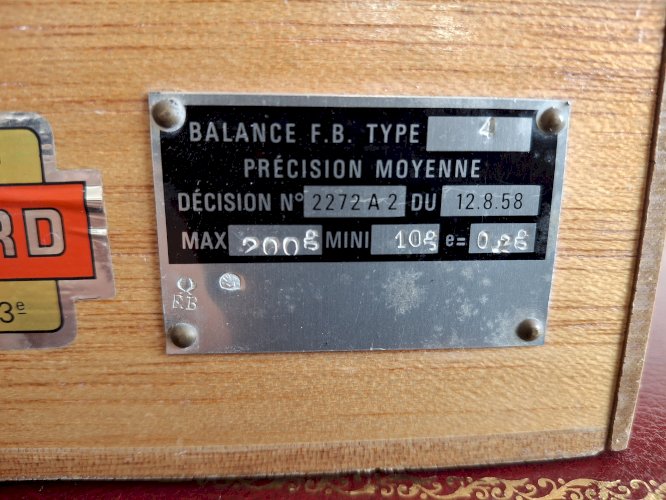 BALANCE F.B. TYPE 4
PRÉCISION MOYENNE
DÉCISION N° 2272 A 2 DU 12.8.58
MAX 200g MINI 10g e= 0,2g
F.B
RD
3e